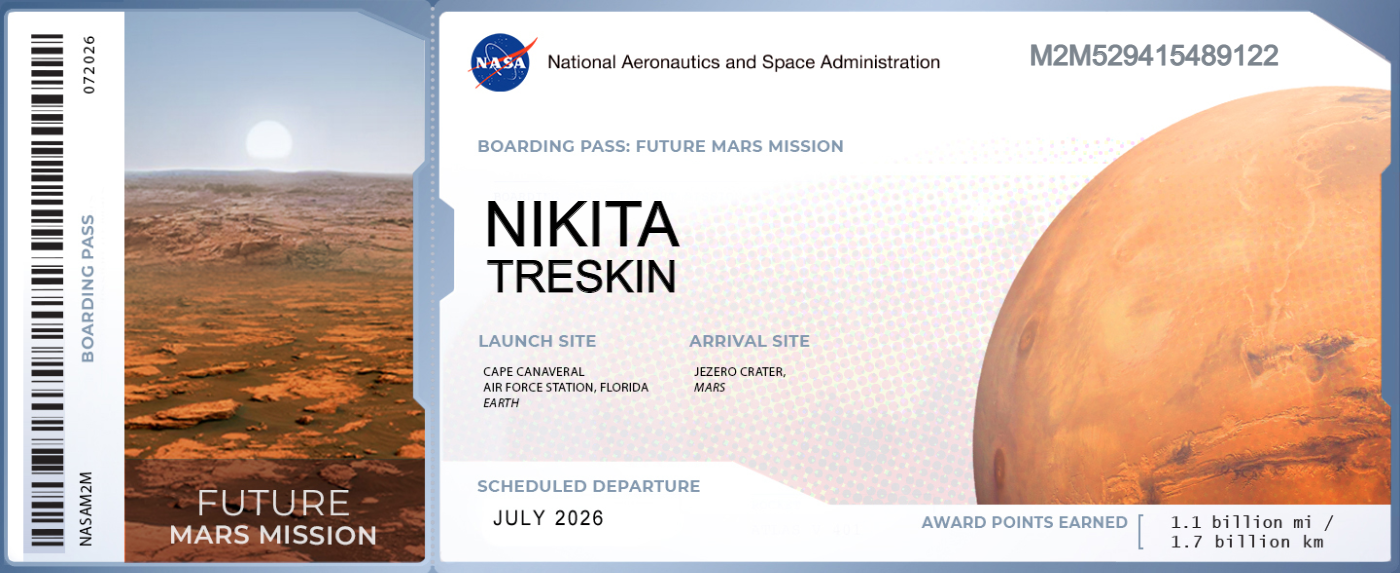 072026
BOARDING PASS
NASAM2M
FUTURE
MARS MISSION
NASA
National Aeronautics and Space Administration
M2M529415489122
BOARDING PASS: FUTURE MARS MISSION
NIKITA
TRESKIN
LAUNCH SITE
CAPE CANAVERAL
AIR FORCE STATION, FLORIDA
EARTH
ARRIVAL SITE
JEZERO CRATER,
MARS
SCHEDULED DEPARTURE
JULY 2026
AWARD POINTS EARNED
1.1 billion mi /
1.7 billion km